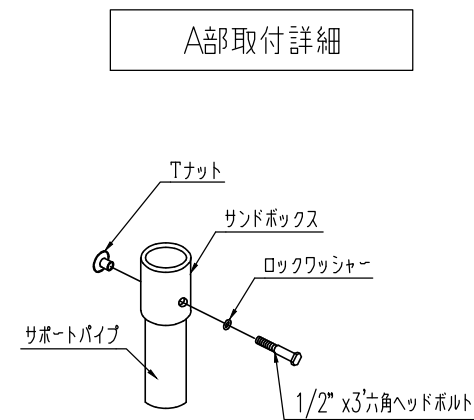 A部取付詳細
Tナット
サンドボックス
ロックワッシャー
サポートパイプ
1/2" x3'六角ヘッドボルト